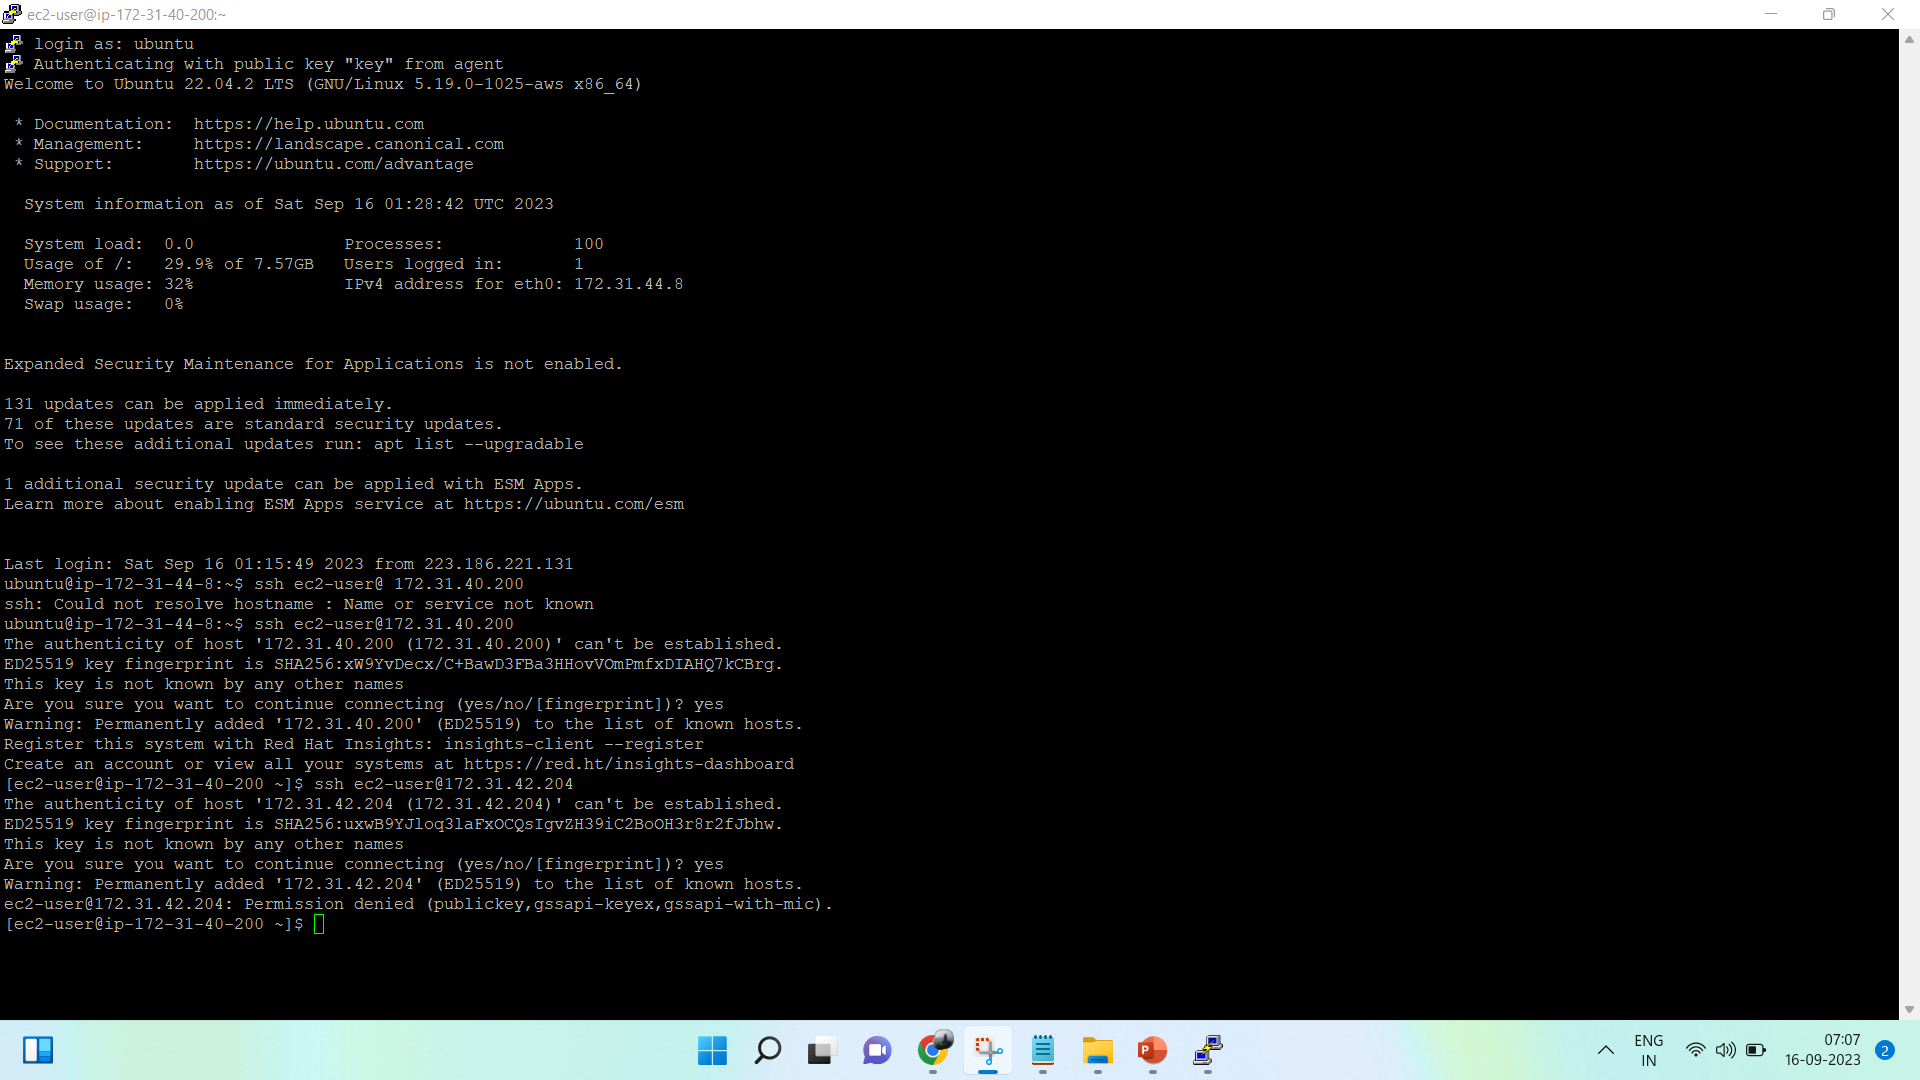 ec2-user@ip-172-31-40-200:~
login as: ubuntu
Authenticating with public key "key" from agent
Welcome to Ubuntu 22.04.2 LTS (GNU/Linux 5.19.0-1025-aws x86_64)
* Documentation:  https://help.ubuntu.com
* Management:     https://landscape.canonical.com
* Support:        https://ubuntu.com/advantage
System information as of Sat Sep 16 01:28:42 UTC 2023
System load:  0.0               Processes:             100
Usage of /:   29.9% of 7.57GB   Users logged in:       1
Memory usage: 32%               IPv4 address for eth0: 172.31.44.8
Swap usage:   0%
Expanded Security Maintenance for Applications is not enabled.
131 updates can be applied immediately.
71 of these updates are standard security updates.
To see these additional updates run: apt list --upgradable
1 additional security update can be applied with ESM Apps.
Learn more about enabling ESM Apps service at https://ubuntu.com/esm
Last login: Sat Sep 16 01:15:49 2023 from 223.186.221.131
ubuntu@ip-172-31-44-8:~$ ssh ec2-user@ 172.31.40.200
ssh: Could not resolve hostname : Name or service not known
ubuntu@ip-172-31-44-8:~$ ssh ec2-user@172.31.40.200
The authenticity of host '172.31.40.200 (172.31.40.200)' can't be established.
ED25519 key fingerprint is SHA256:xW9YvDecx/C+BawD3FBa3HHovVOmPmfxDIAHQ7kCBrg.
This key is not known by any other names
Are you sure you want to continue connecting (yes/no/[fingerprint])? yes
Warning: Permanently added '172.31.40.200' (ED25519) to the list of known hosts.
Register this system with Red Hat Insights: insights-client --register
Create an account or view all your systems at https://red.ht/insights-dashboard
[ec2-user@ip-172-31-40-200 ~]$ ssh ec2-user@172.31.42.204
The authenticity of host '172.31.42.204 (172.31.42.204)' can't be established.
ED25519 key fingerprint is SHA256:uxwB9YJloq3laFxOCQsIgvZH39iC2BoOH3r8r2fJbhw.
This key is not known by any other names
Are you sure you want to continue connecting (yes/no/[fingerprint])? yes
Warning: Permanently added '172.31.42.204' (ED25519) to the list of known hosts.
ec2-user@172.31.42.204: Permission denied (publickey,gssapi-keyex,gssapi-with-mic).
[ec2-user@ip-172-31-40-200 ~]$
ENG
IN
07:07
16-09-2023
2
P